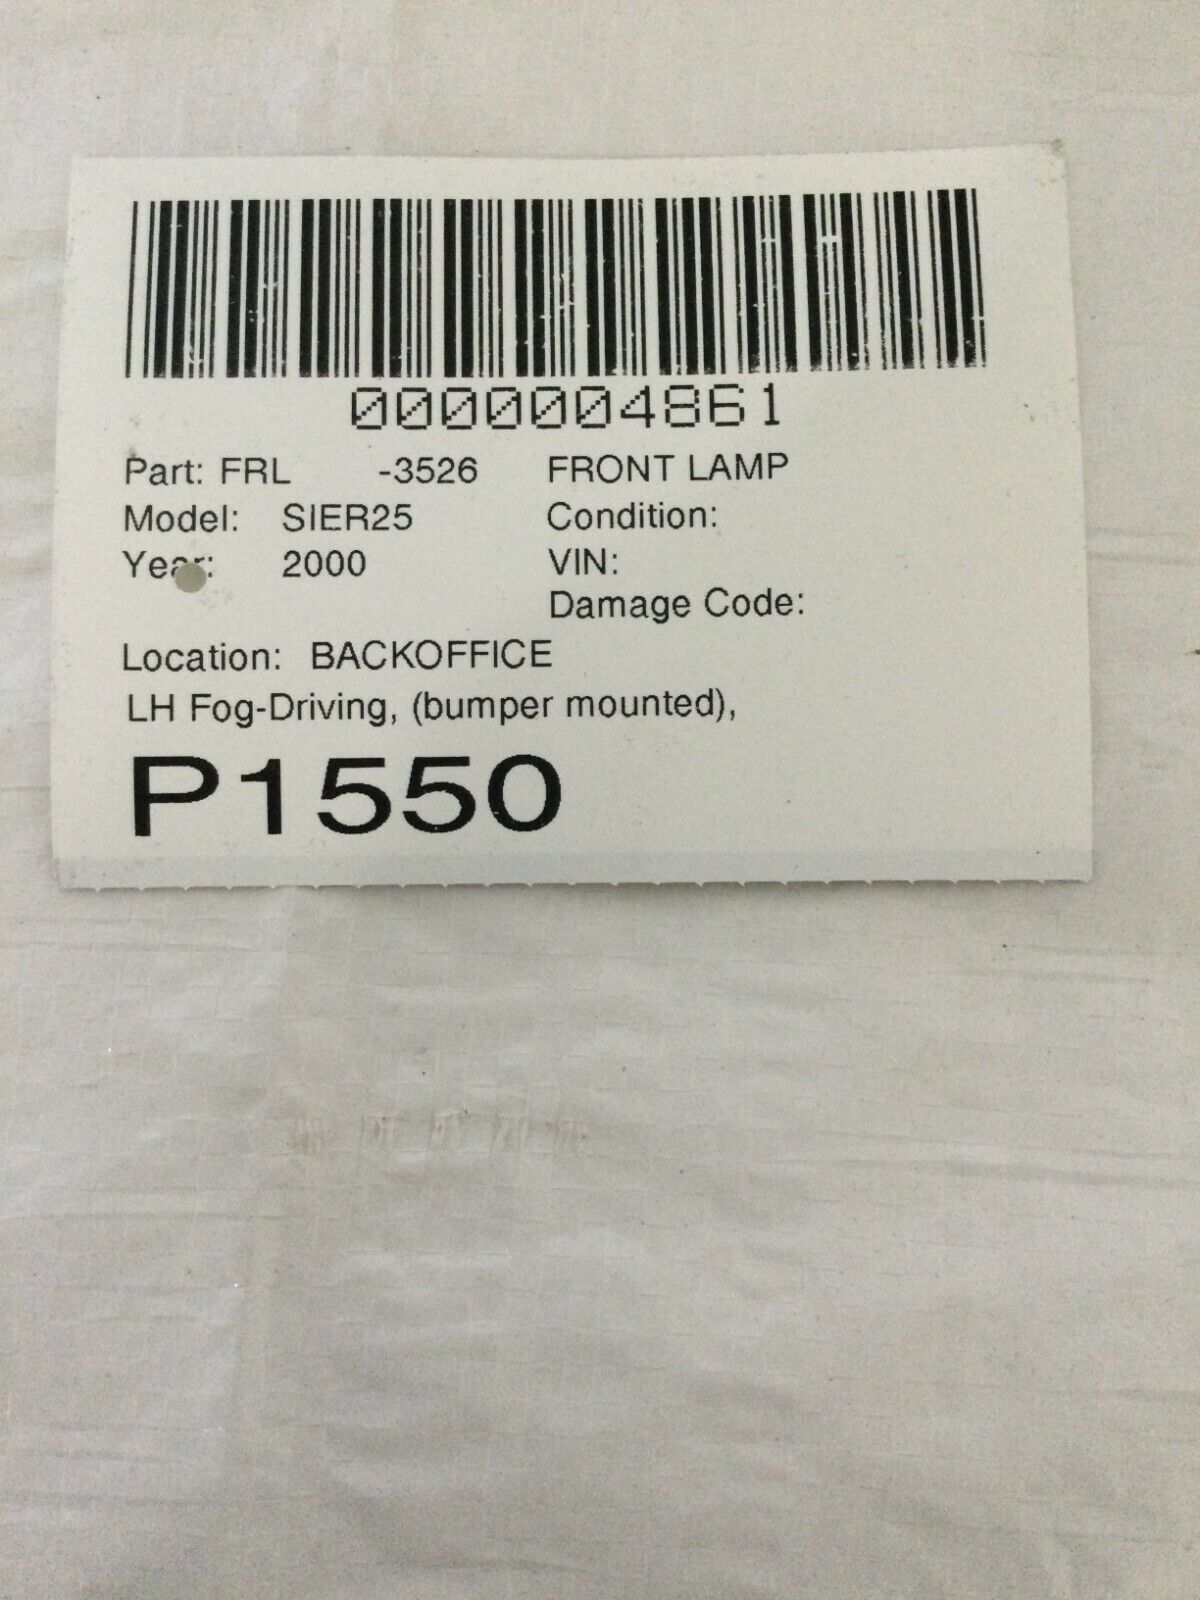 0000004861
Part: FRL -3526 FRONT LAMP
Model: SIER25 Condition:
Year: 2000 VIN:
Damage Code:
Location: BACKOFFICE
LH Fog-Driving, (bumper mounted),
P1550